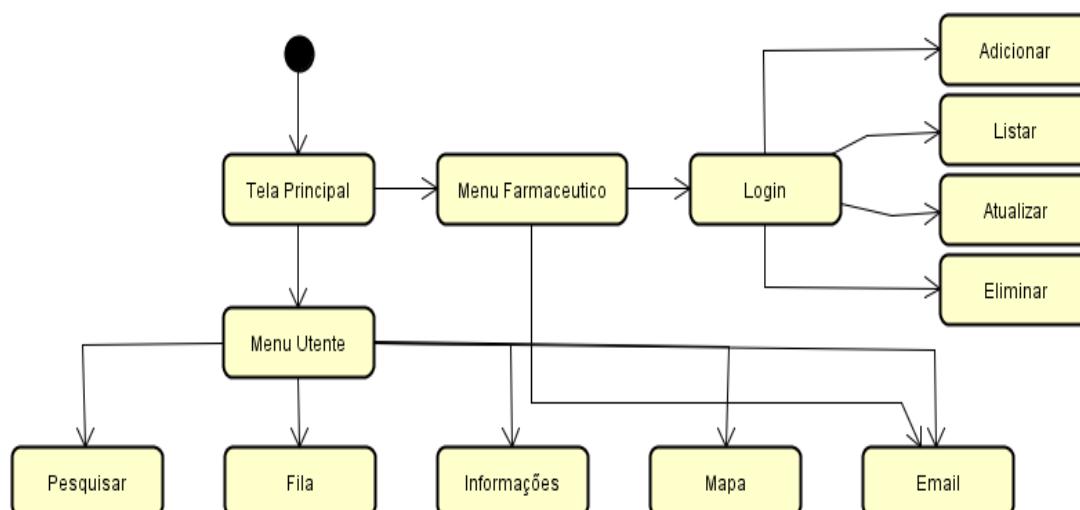 Adicionar
Listar
Tela Principal
Menu Farmaceutico
Login
Atualizar
Eliminar
Menu Utente
Pesquisar
Fila
Informações
Mapa
Email